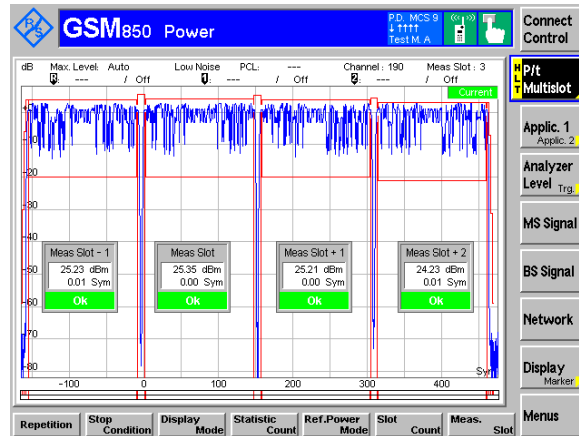 R&S
GSM850 Power
P.D. MCS 9
↓ ↑↑↑↑
Test M. A
Connect Control
dB Max. Level: Auto Low Noise PCL: --- Channel : 190 Meas Slot : 3
--- / Off 1: --- / Off 2: --- / Off
Current
HLT
P/t Multislot
Applic. 1
Applic. 2
Analyzer Level Trg.
MS Signal
BS Signal
Network
Display
Marker
Menus
-20
-30
-40
-50
-60
-70
-80
Meas Slot - 1
25.23 dBm
0.01 Sym
Ok
Meas Slot
25.35 dBm
0.00 Sym
Ok
Meas Slot + 1
25.21 dBm
0.00 Sym
Ok
Meas Slot + 2
24.23 dBm
0.01 Sym
Ok
Sym
-100 0 100 200 300 400
Repetition
Stop Condition
Display Mode
Statistic Count
Ref.Power Mode
Slot Count
Meas. Slot